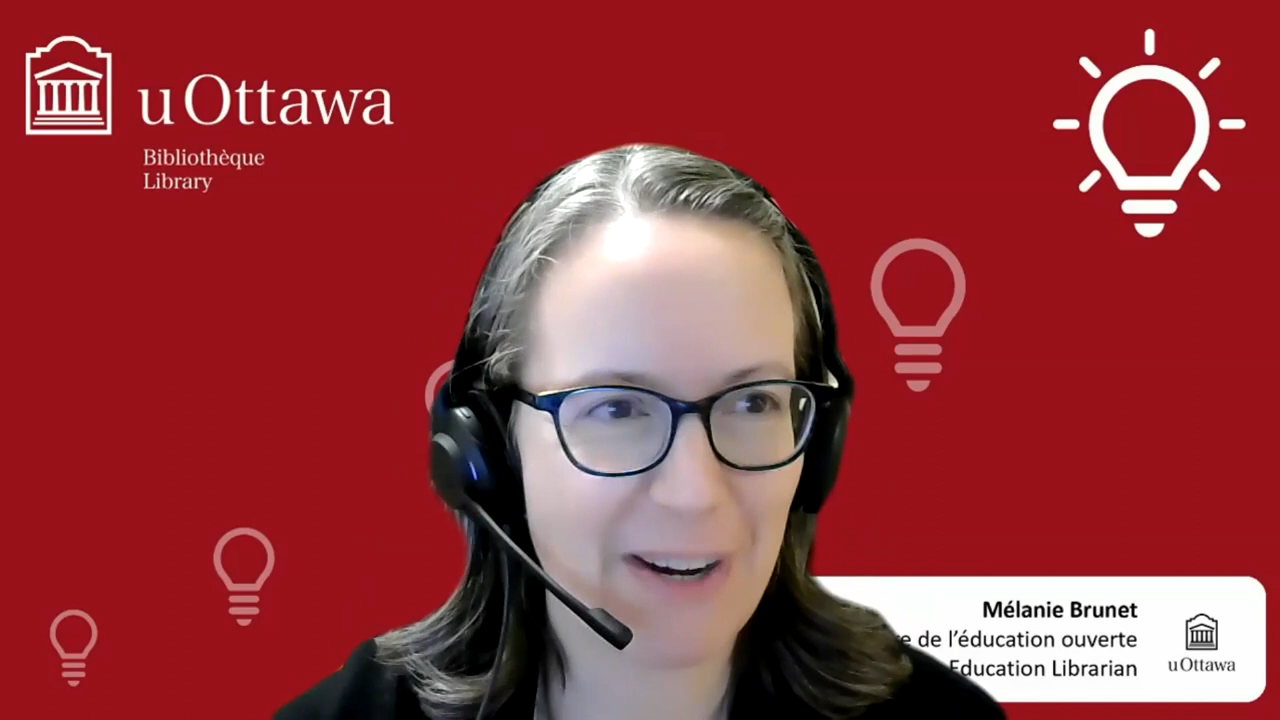 uOttawa
Bibliothèque
Library
Mélanie Brunet
de l'éducation ouverte
Education Librarian
uOttawa